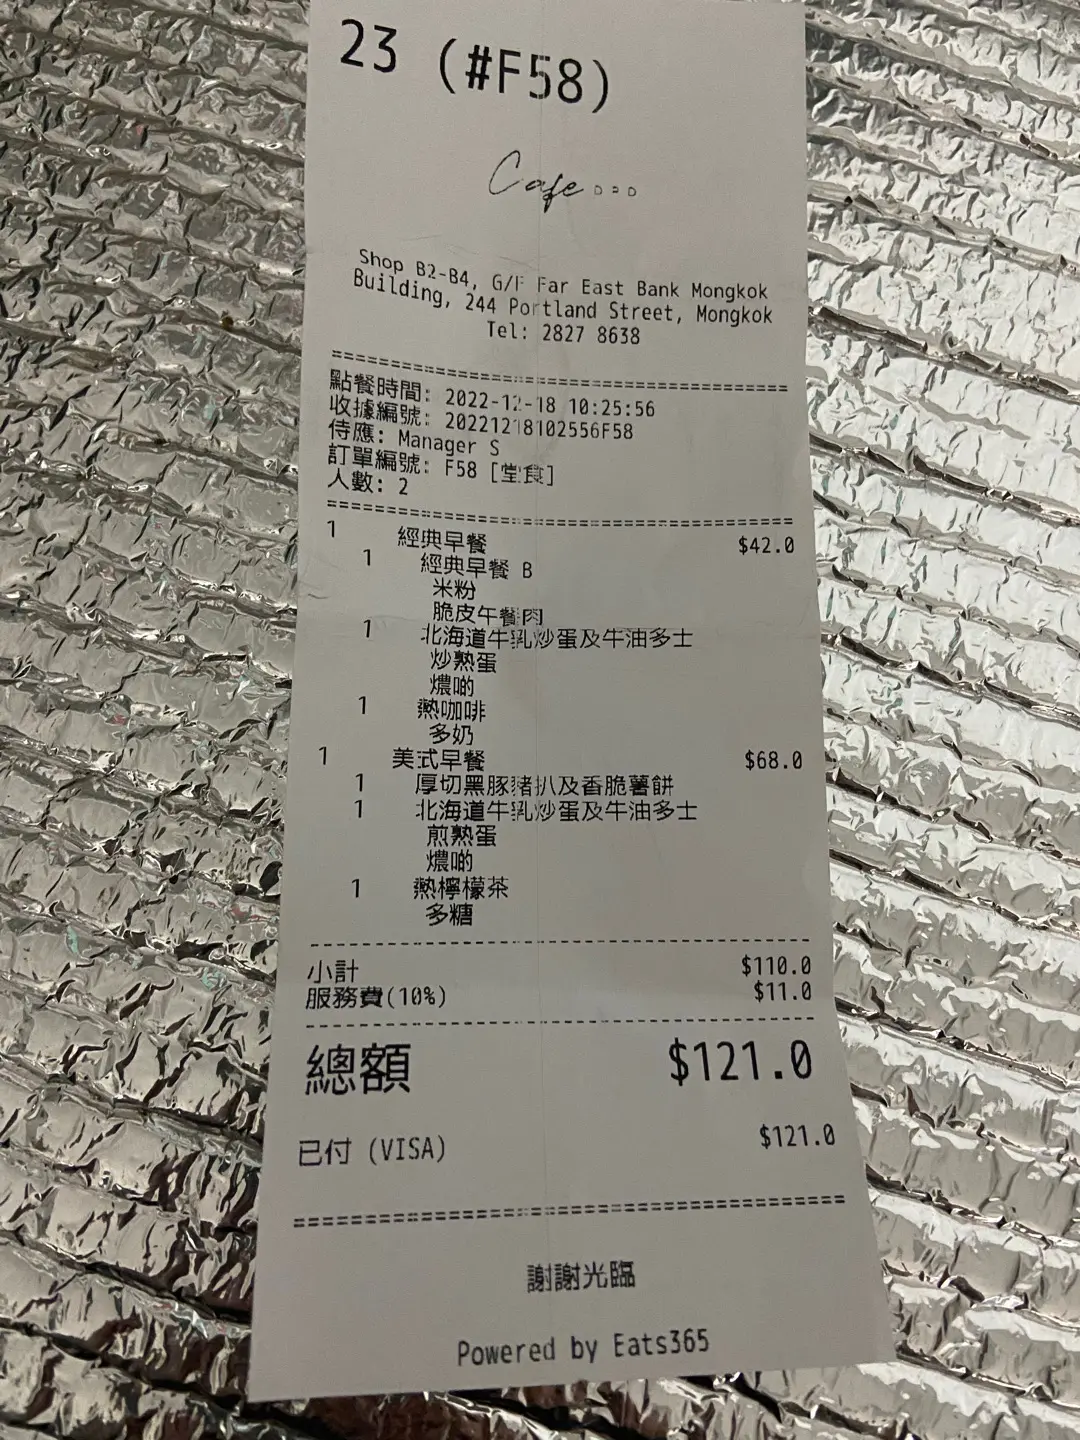 23 (#F58)
Cafe
Shop B2-B4, G/F Far East Bank Mongkok
Building, 244 Portland Street, Mongkok
Tel: 2827 8638
點餐時間: 2022-12-18 10:25:56
收據編號: 20221218102556F58
侍應: Manager S
訂單編號: F58 [堂食]
人數: 2
1 經典早餐 $42.0
1 經典早餐 B
米粉
脆皮午餐肉
1 北海道牛乳炒蛋及牛油多士
炒熟蛋
燶啲
1 熱咖啡
多奶
1 美式早餐 $68.0
1 厚切黑豚豬扒及香脆薯餅
1 北海道牛乳炒蛋及牛油多士
煎熟蛋
燶啲
1 熱檸檬茶
多糖
小計 $110.0
服務費(10%) $11.0
總額 $121.0
已付 (VISA) $121.0
謝謝光臨
Powered by Eats365